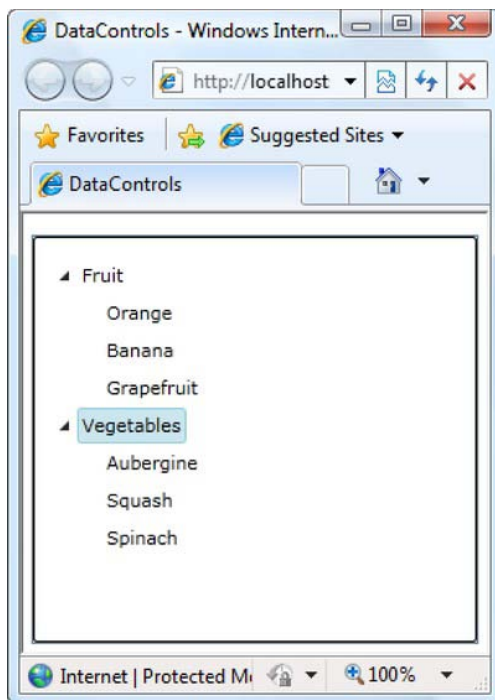 DataControls - Windows Intern...
http://localhost
Favorites
Suggested Sites
DataControls
Fruit
Orange
Banana
Grapefruit
Vegetables
Aubergine
Squash
Spinach
Internet | Protected M
100%